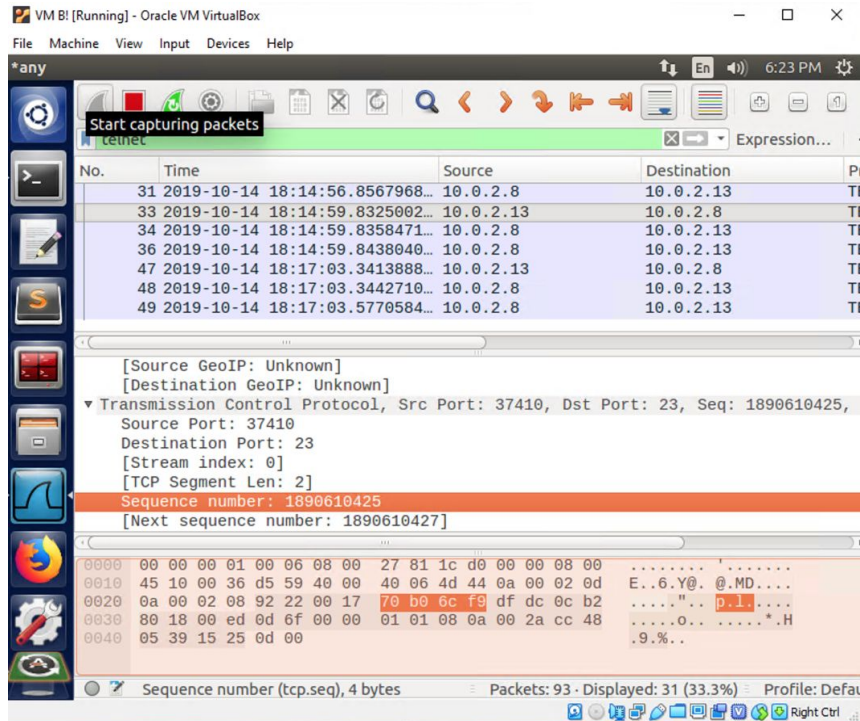 VM B! [Running] - Oracle VM VirtualBox
File Machine View Input Devices Help
*any En 6:23 PM
Start capturing packets
telnet Expression...
No. Time Source Destination
31 2019-10-14 18:14:56.8567968… 10.0.2.8 10.0.2.13
33 2019-10-14 18:14:59.8325002… 10.0.2.13 10.0.2.8
34 2019-10-14 18:14:59.8358471… 10.0.2.8 10.0.2.13
36 2019-10-14 18:14:59.8438040… 10.0.2.8 10.0.2.13
47 2019-10-14 18:17:03.3413888… 10.0.2.13 10.0.2.8
48 2019-10-14 18:17:03.3442710… 10.0.2.8 10.0.2.13
49 2019-10-14 18:17:03.5770584… 10.0.2.8 10.0.2.13
[Source GeoIP: Unknown]
[Destination GeoIP: Unknown]
Transmission Control Protocol, Src Port: 37410, Dst Port: 23, Seq: 1890610425,
Source Port: 37410
Destination Port: 23
[Stream index: 0]
[TCP Segment Len: 2]
Sequence number: 1890610425
[Next sequence number: 1890610427]
0000 00 00 00 01 00 06 08 00 27 81 1c d0 00 00 08 00 ........ '.......
0010 45 10 00 36 d5 59 40 00 40 06 4d 44 0a 00 02 0d E..6.Y@. @.MD....
0020 0a 00 02 08 92 22 00 17 70 b0 6c f9 df dc 0c b2 .....".. p.l.....
0030 80 18 00 ed 0d 6f 00 00 01 01 08 0a 00 2a cc 48 .....o.. .....*.H
0040 05 39 15 25 0d 00 .9.%..
Sequence number (tcp.seq), 4 bytes Packets: 93 · Displayed: 31 (33.3%) Profile:
Right Ctrl